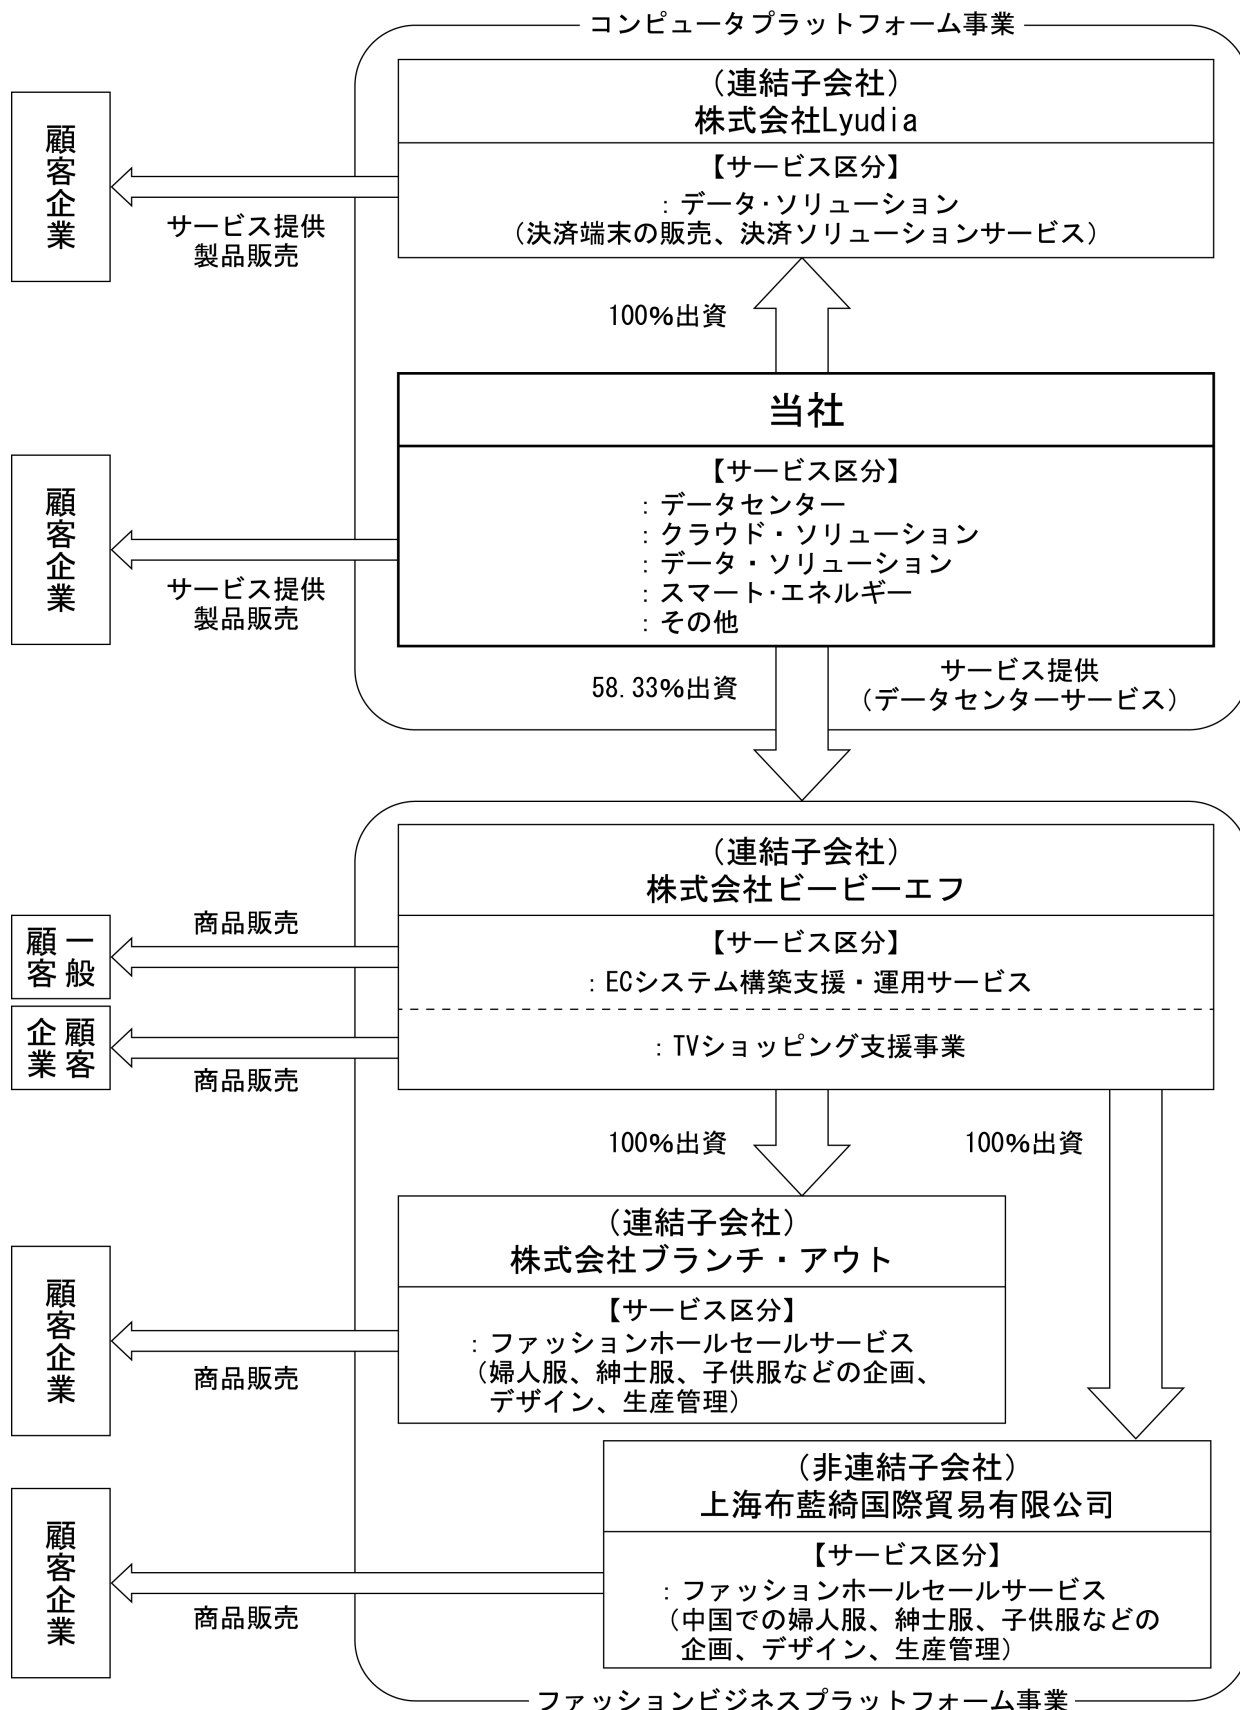 コンピュータプラットフォーム事業
(連結子会社)
株式会社Lyudia
【サービス区分】
：データ・ソリューション
(決済端末の販売、決済ソリューションサービス)
顧客企業
サービス提供
製品販売
100%出資
当社
【サービス区分】
：データセンター
：クラウド・ソリューション
：データ・ソリューション
：スマート・エネルギー
：その他
顧客企業
サービス提供
製品販売
58.33%出資
サービス提供
(データセンターサービス)
(連結子会社)
株式会社ビービーエフ
【サービス区分】
：ECシステム構築支援・運用サービス
：TVショッピング支援事業
商品販売
一般
顧客
顧客
企業
商品販売
100%出資
100%出資
(連結子会社)
株式会社ブランチ・アウト
【サービス区分】
：ファッションホールセールサービス
(婦人服、紳士服、子供服などの企画、
デザイン、生産管理)
顧客企業
商品販売
(非連結子会社)
上海布藍綺国際貿易有限公司
【サービス区分】
：ファッションホールセールサービス
(中国での婦人服、紳士服、子供服などの
企画、デザイン、生産管理)
顧客企業
商品販売
ファッションビジネスプラットフォーム事業